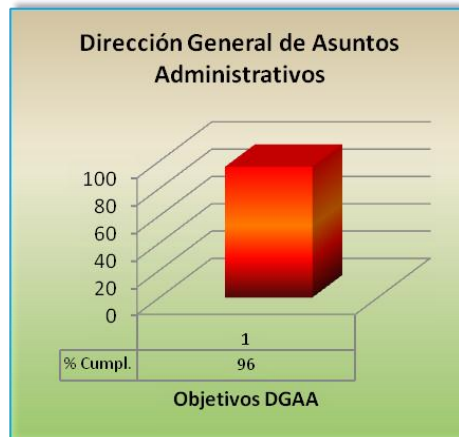 Dirección General de Asuntos
Administrativos
100
80
60
40
20
0
1
% Cumpl. 96
Objetivos DGAA